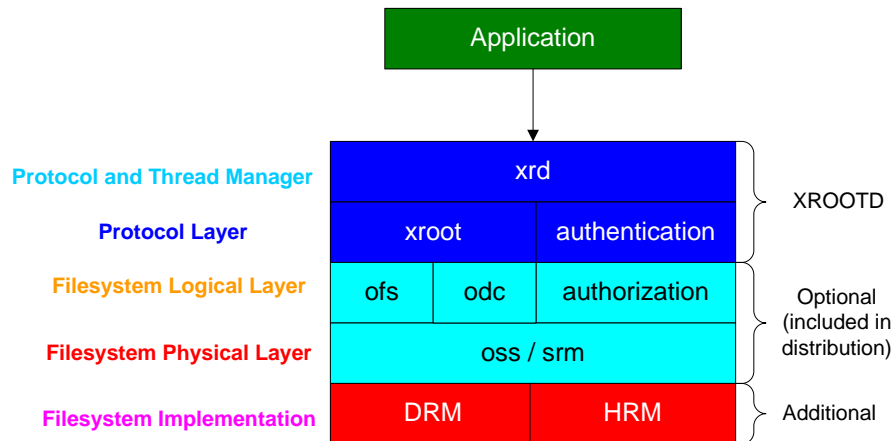 Application
Protocol and Thread Manager
xrd
XROOTD
Protocol Layer
xroot
authentication
Filesystem Logical Layer
ofs
odc
authorization
Optional
(included in
distribution)
Filesystem Physical Layer
oss / srm
Filesystem Implementation
DRM
HRM
Additional